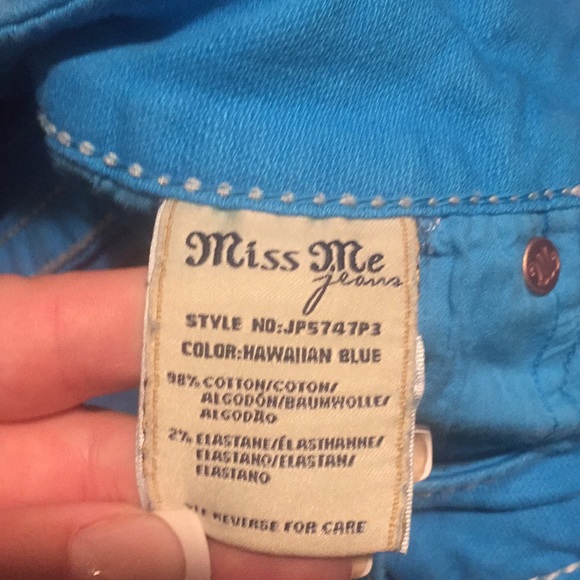 Miss Me
jeans
STYLE NO:JP5747P3
COLOR:HAWAIIAN BLUE
98% COTTON/COTON/
ALGODÓN/BAUMWOLLE/
ALGODÃO
2% ELASTANE/ÉLASTHANNE/
ELASTANO/ELASTAN/
ELASTANO
REVERSE FOR CARE